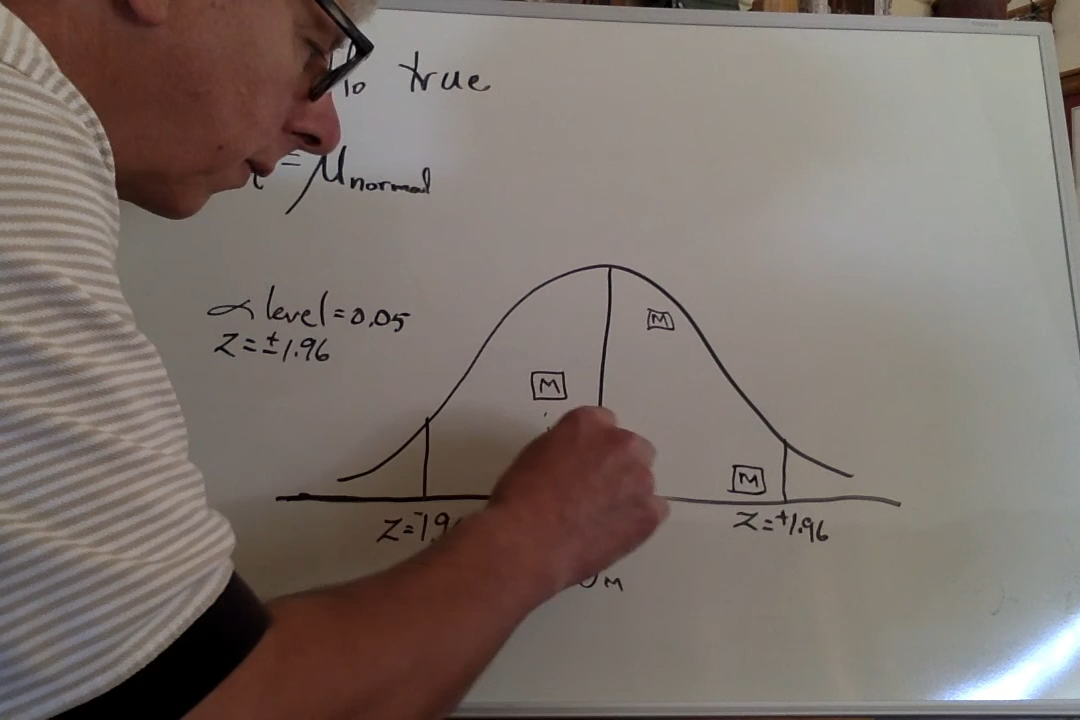 true
= μnormal
α level = 0.05
Z = ±1.96
M
M
M
Z = +1.96
M